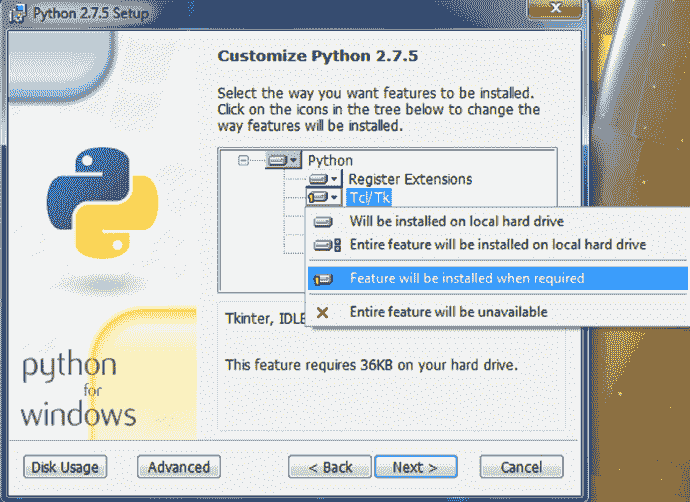 Python 2.7.5 Setup
Customize Python 2.7.5
Select the way you want features to be installed.
Click on the icons in the tree below to change the
way features will be installed.
Python
Register Extensions
Tcl/Tk
Will be installed on local hard drive
Entire feature will be installed on local hard drive
Feature will be installed when required
Entire feature will be unavailable
Tkinter, IDLE
This feature requires 36KB on your hard drive.
python
for
windows
Disk Usage
Advanced
< Back
Next >
Cancel